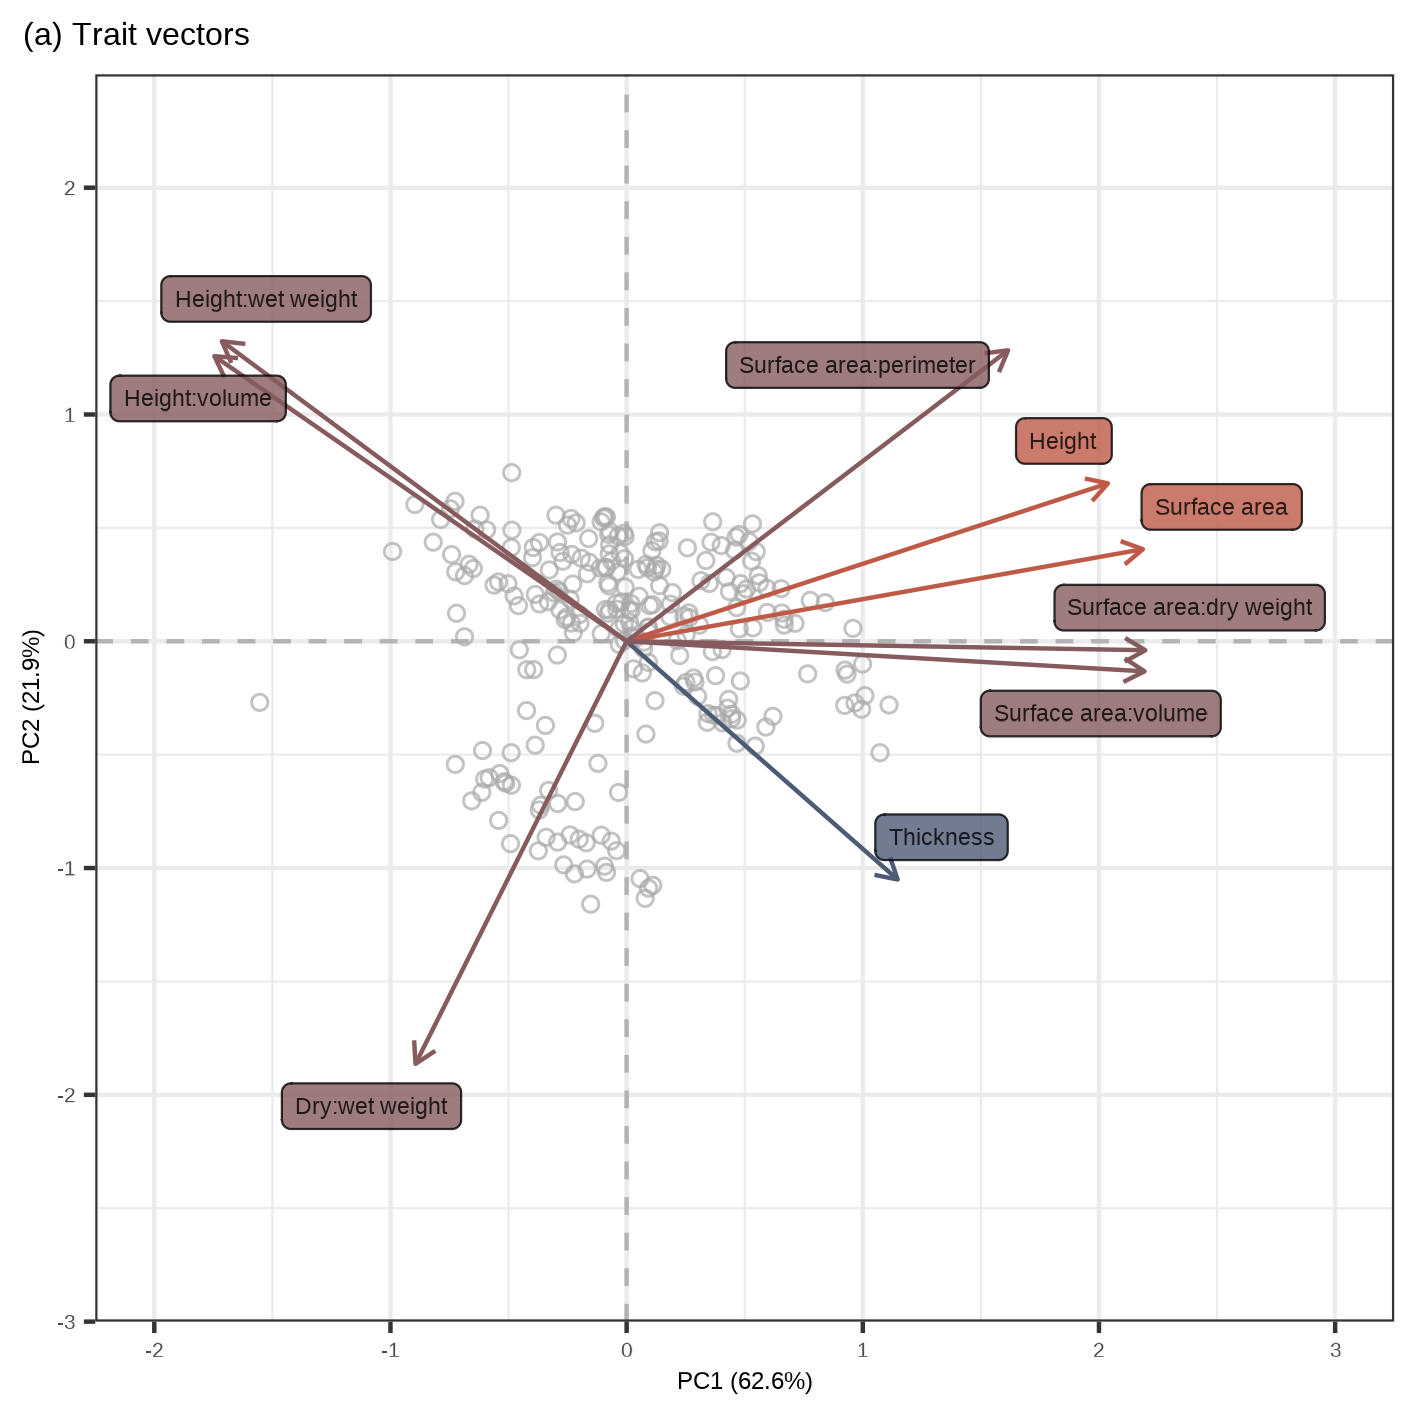 (a) Trait vectors
2
1
0
-1
-2
-3
PC2 (21.9%)
Height:wet weight
Height:volume
Surface area:perimeter
Height
Surface area
Surface area:dry weight
Surface area:volume
Thickness
Dry:wet weight
-2 -1 0 1 2 3
PC1 (62.6%)